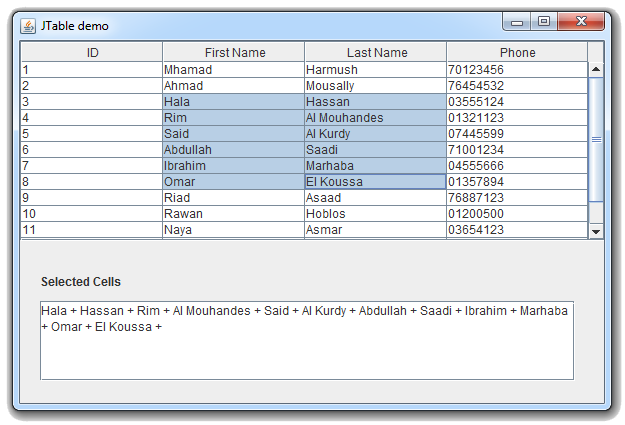 JTable demo
ID First Name Last Name Phone
1 Mhamad Harmush 70123456
2 Ahmad Mousally 76454532
3 Hala Hassan 03555124
4 Rim Al Mouhandes 01321123
5 Said Al Kurdy 07445599
6 Abdullah Saadi 71001234
7 Ibrahim Marhaba 04555666
8 Omar El Koussa 01357894
9 Riad Asaad 76887123
10 Rawan Hoblos 01200500
11 Naya Asmar 03654123
Selected Cells
Hala + Hassan + Rim + Al Mouhandes + Said + Al Kurdy + Abdullah + Saadi + Ibrahim + Marhaba
+ Omar + El Koussa +